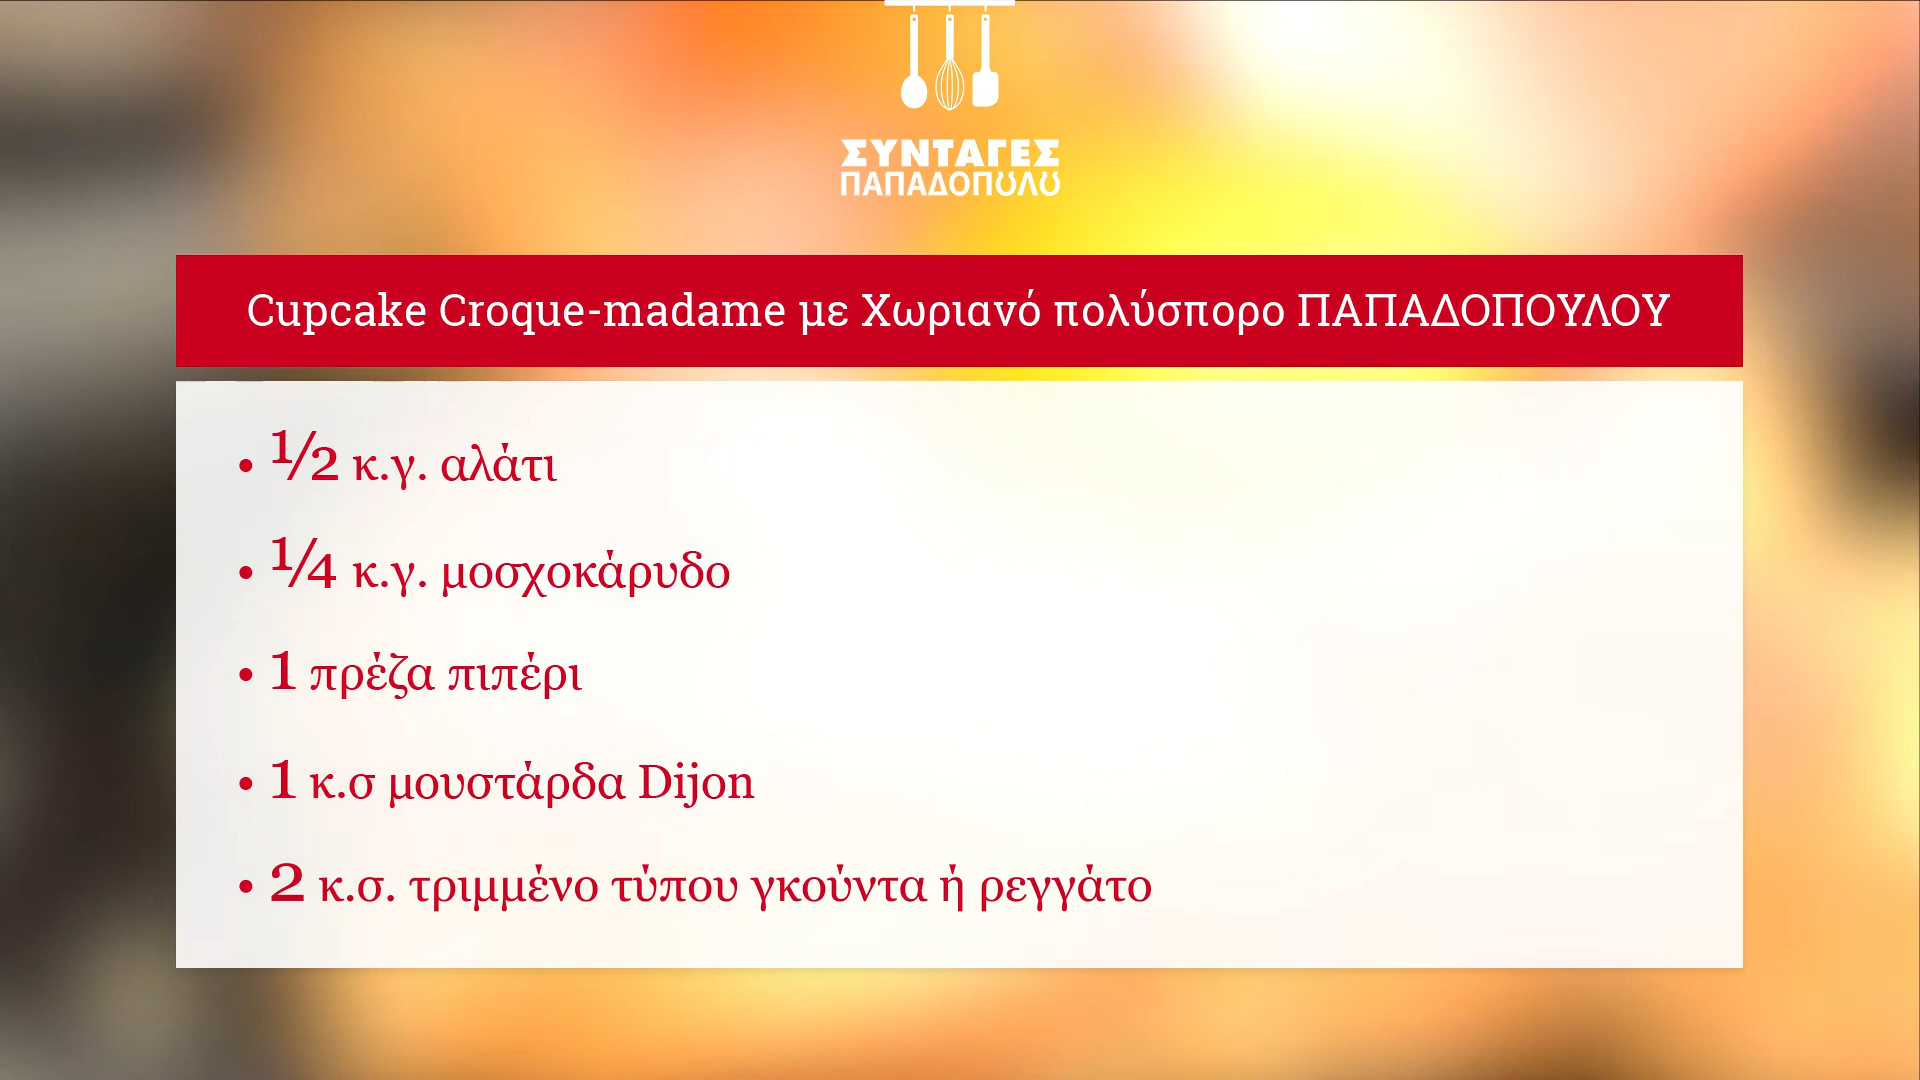 ΣΥΝΤΑΓΕΣ
ΠΑΠΑΔΟΠΟΥΛΟΥ
Cupcake Croque-madame με Χωριανό πολύσπορο ΠΑΠΑΔΟΠΟΥΛΟΥ
• ½ κ.γ. αλάτι
• ¼ κ.γ. μοσχοκάρυδο
• 1 πρέζα πιπέρι
• 1 κ.σ μουστάρδα Dijon
• 2 κ.σ. τριμμένο τύπου γκούντα ή ρεγγάτο